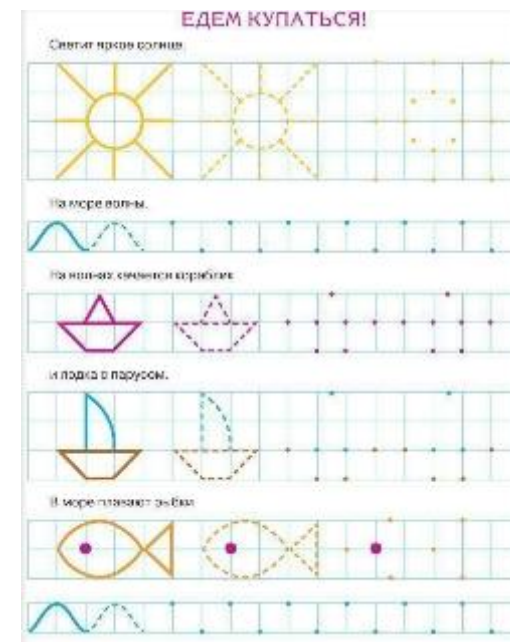 ЕДЕМ КУПАТЬСЯ!
Светит яркое солнце.
На море волны.
На волнах качается кораблик
и лодка с парусом.
В море плавают рыбки